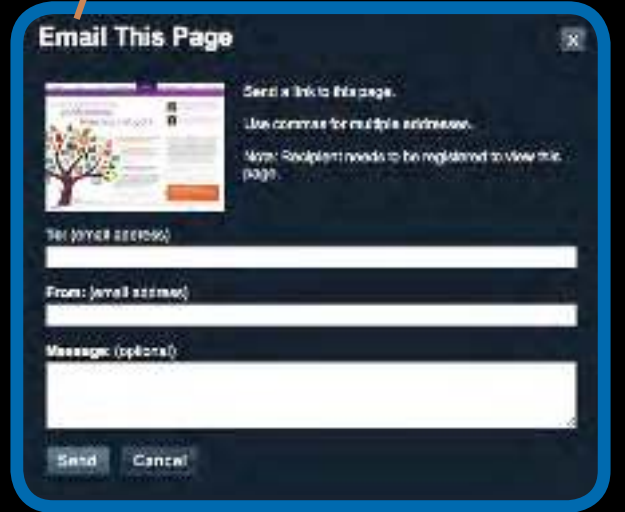 Email This Page
x
Send a link to this page.
Use commas for multiple addresses.
Note: Recipient needs to be registered to view this
page.
To: (email address)
From: (email address)
Message: (optional)
Send
Cancel